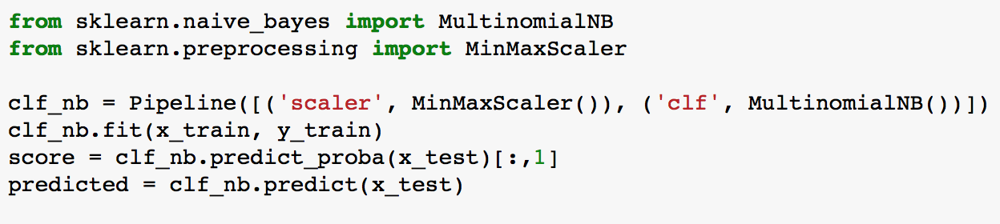 from sklearn.naive_bayes import MultinomialNB
from sklearn.preprocessing import MinMaxScaler
clf_nb = Pipeline([('scaler', MinMaxScaler()), ('clf', MultinomialNB())])
clf_nb.fit(x_train, y_train)
score = clf_nb.predict_proba(x_test)[:,1]
predicted = clf_nb.predict(x_test)